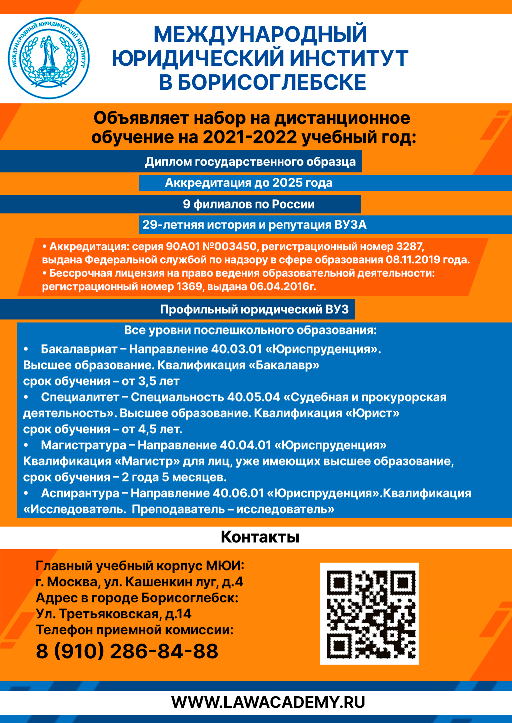 МЕЖДУНАРОДНЫЙ ЮРИДИЧЕСКИЙ ИНСТИТУТ
МЕЖДУНАРОДНЫЙ
ЮРИДИЧЕСКИЙ ИНСТИТУТ
В БОРИСОГЛЕБСКЕ
Объявляет набор на дистанционное
обучение на 2021-2022 учебный год:
Диплом государственного образца
Аккредитация до 2025 года
9 филиалов по России
29-летняя история и репутация ВУЗА
• Аккредитация: серия 90А01 №003450, регистрационный номер 3287,
выдана Федеральной службой по надзору в сфере образования 08.11.2019 года.
• Бессрочная лицензия на право ведения образовательной деятельности:
регистрационный номер 1369, выдана 06.04.2016г.
Профильный юридический ВУЗ
Все уровни послешкольного образования:
• Бакалавриат – Направление 40.03.01 «Юриспруденция».
Высшее образование. Квалификация «Бакалавр»
срок обучения – от 3,5 лет
• Специалитет – Специальность 40.05.04 «Судебная и прокурорская
деятельность». Высшее образование. Квалификация «Юрист»
срок обучения – от 4,5 лет.
• Магистратура – Направление 40.04.01 «Юриспруденция»
Квалификация «Магистр» для лиц, уже имеющих высшее образование,
срок обучения – 2 года 5 месяцев.
• Аспирантура – Направление 40.06.01 «Юриспруденция».Квалификация
«Исследователь. Преподаватель – исследователь»
Контакты
Главный учебный корпус МЮИ:
г. Москва, ул. Кашенкин луг, д.4
Адрес в городе Борисоглебск:
Ул. Третьяковская, д.14
Телефон приемной комиссии:
8 (910) 286-84-88
WWW.LAWACADEMY.RU